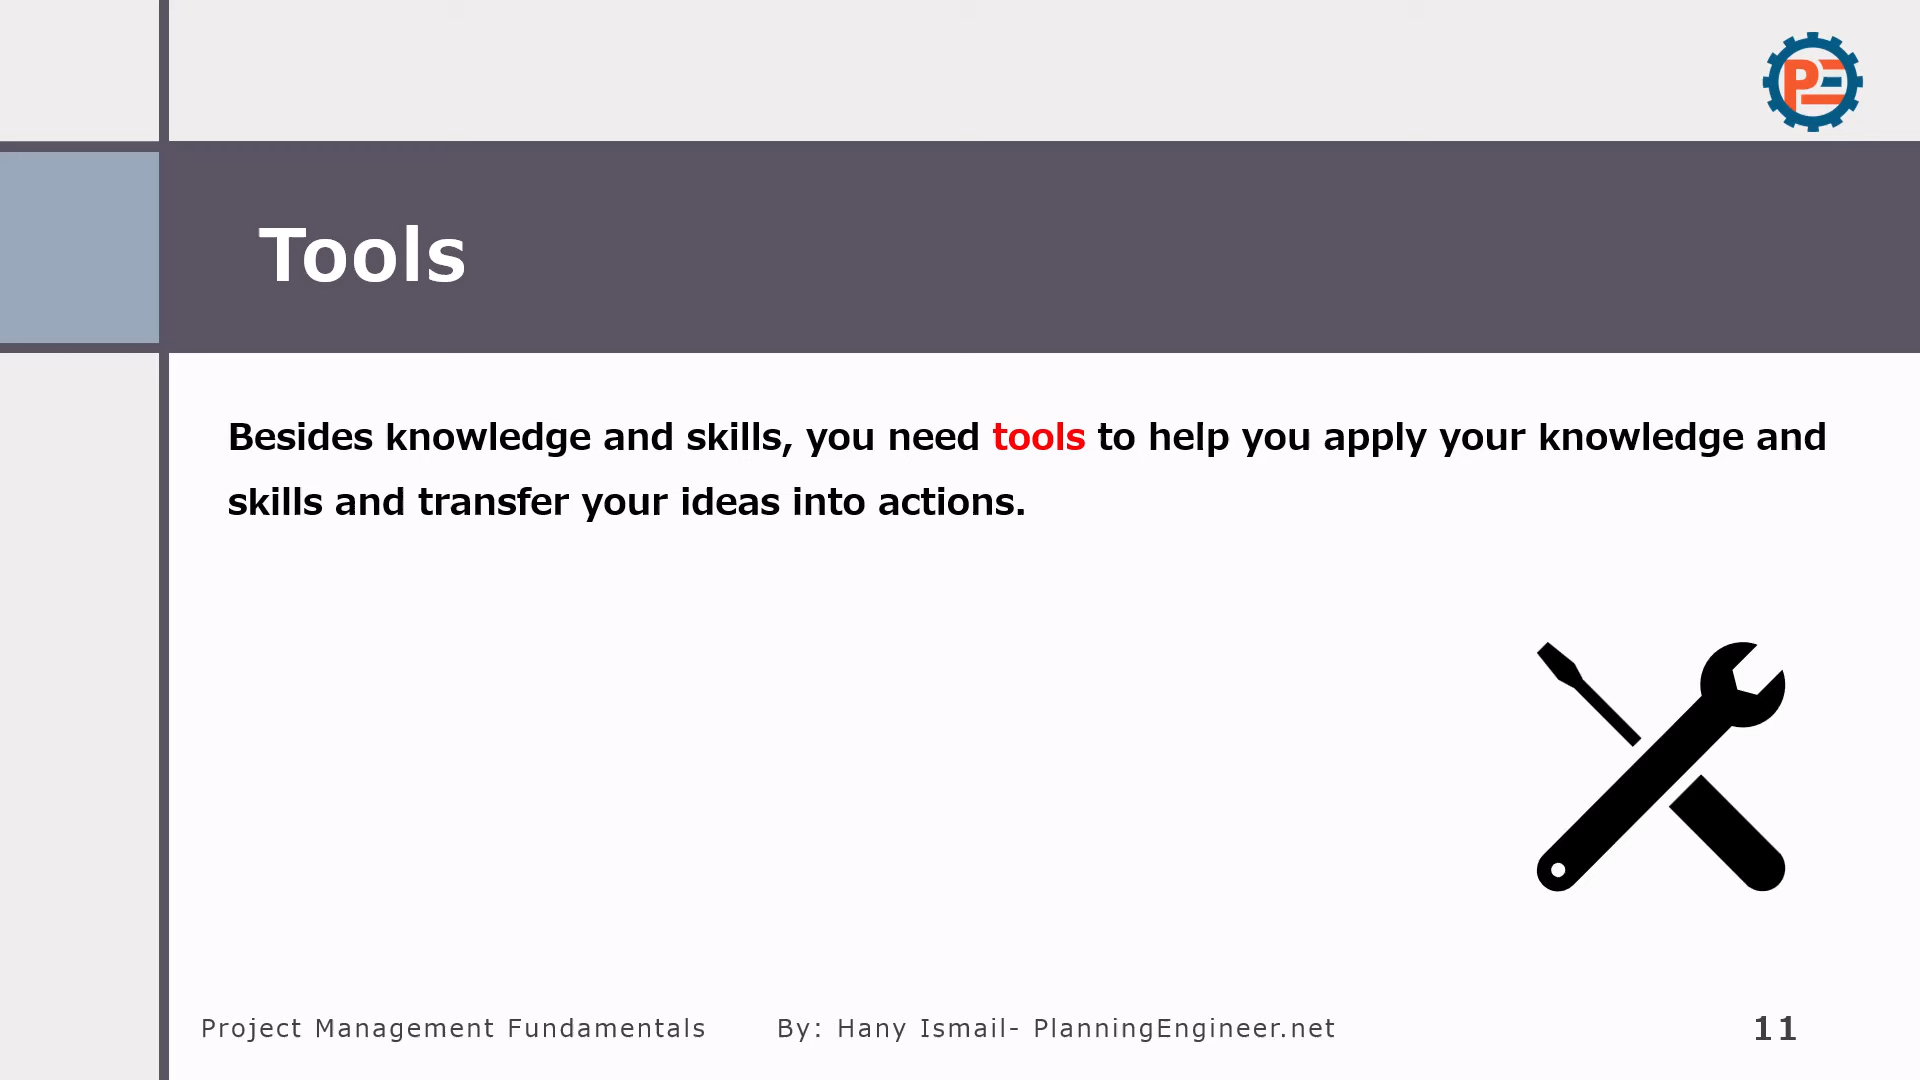 PE
Tools
Besides knowledge and skills, you need tools to help you apply your knowledge and
skills and transfer your ideas into actions.
Project Management Fundamentals By: Hany Ismail- PlanningEngineer.net 11